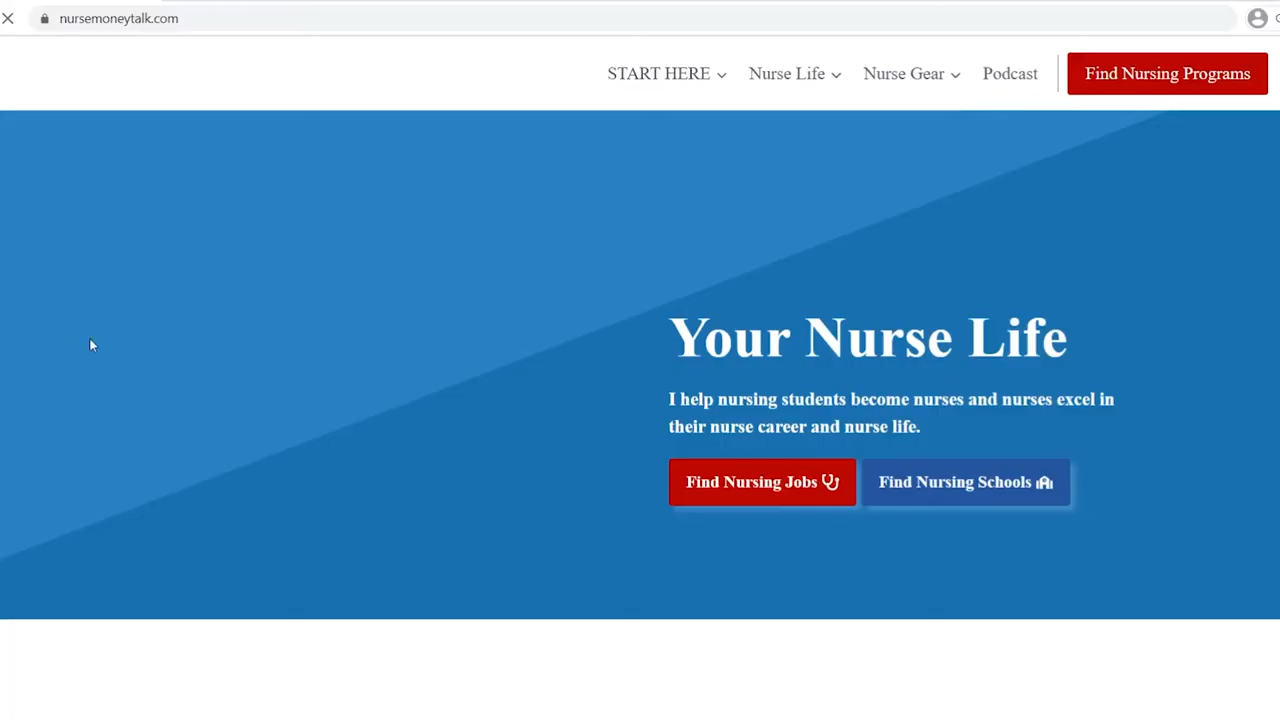 nursemoneytalk.com
START HERE Nurse Life Nurse Gear Podcast Find Nursing Programs
Your Nurse Life
I help nursing students become nurses and nurses excel in
their nurse career and nurse life.
Find Nursing Jobs Find Nursing Schools